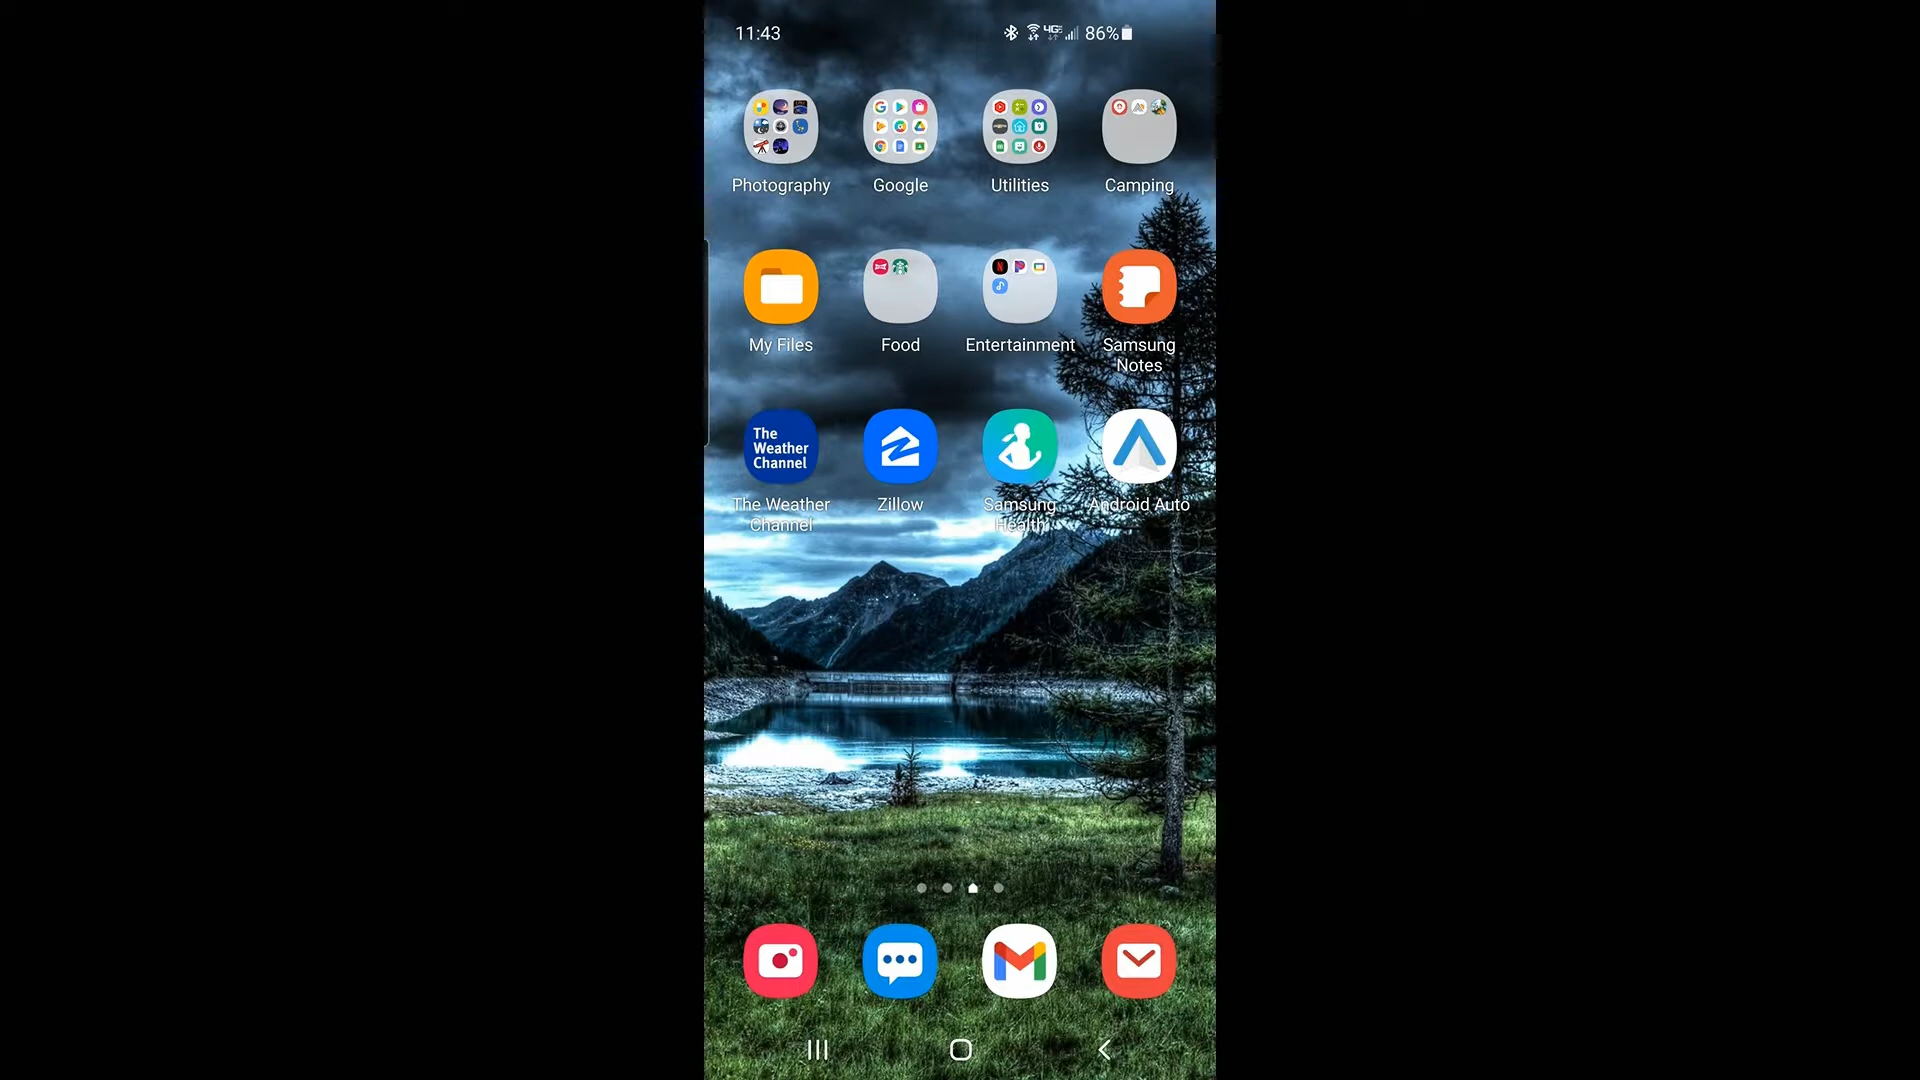 11:43
4GE 86%
Photography Google Utilities Camping
My Files Food Entertainment Samsung
Notes
The
Weather
Channel
The Weather Zillow Samsung Android Auto
Channel Health